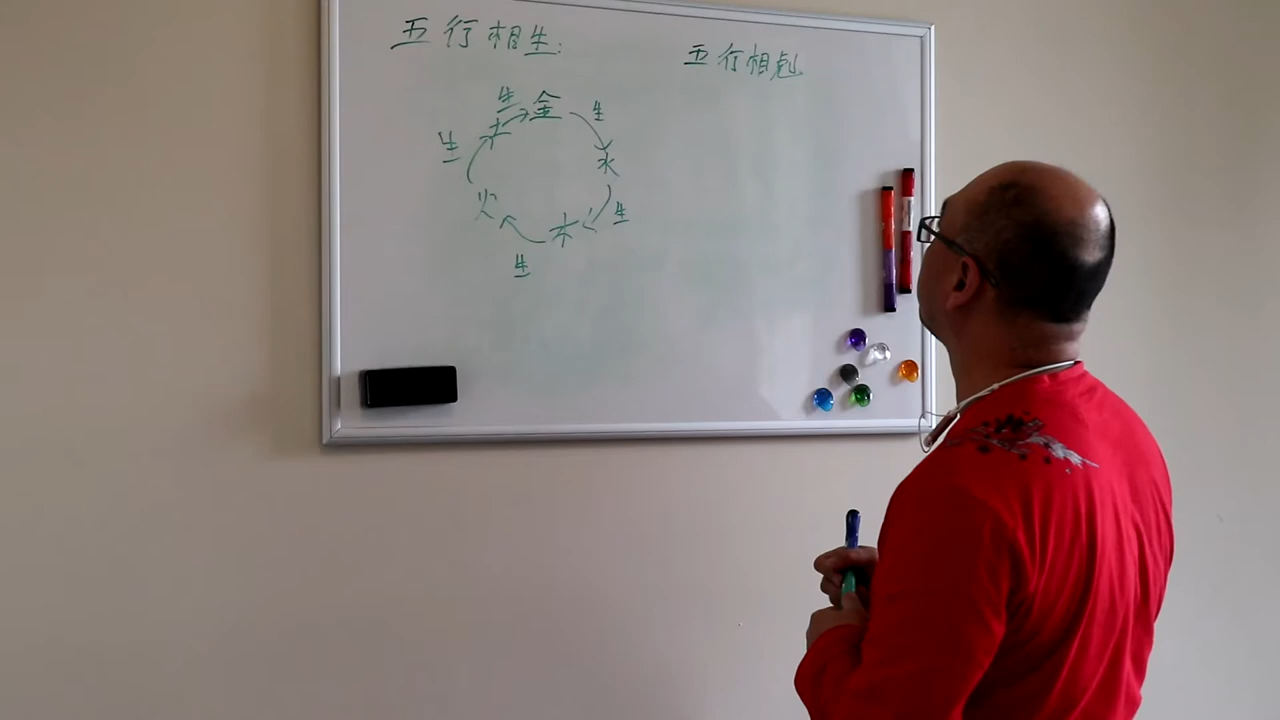 五行相生:
五行相剋
生 金 生
土
生
水
火
木 生
生